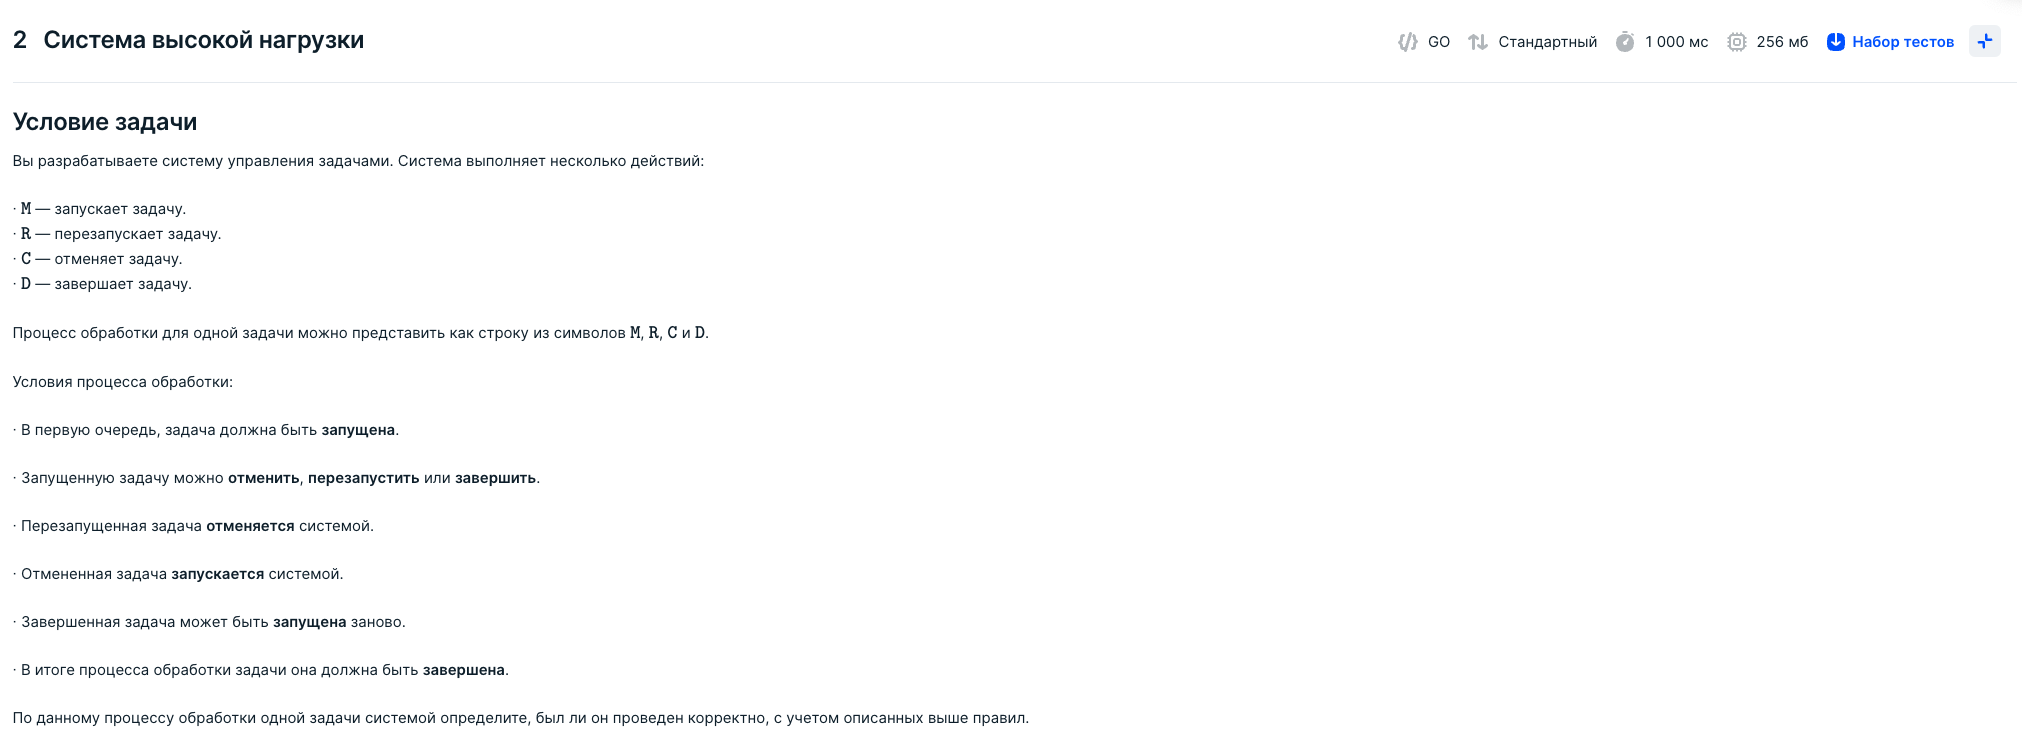 2 Система высокой нагрузки
GO Стандартный 1 000 мс 256 мб Набор тестов
Условие задачи
Вы разрабатываете систему управления задачами. Система выполняет несколько действий:
· M — запускает задачу.
· R — перезапускает задачу.
· C — отменяет задачу.
· D — завершает задачу.
Процесс обработки для одной задачи можно представить как строку из символов M, R, C и D.
Условия процесса обработки:
· В первую очередь, задача должна быть запущена.
· Запущенную задачу можно отменить, перезапустить или завершить.
· Перезапущенная задача отменяется системой.
· Отмененная задача запускается системой.
· Завершенная задача может быть запущена заново.
· В итоге процесса обработки задачи она должна быть завершена.
По данному процессу обработки одной задачи системой определите, был ли он проведен корректно, с учетом описанных выше правил.